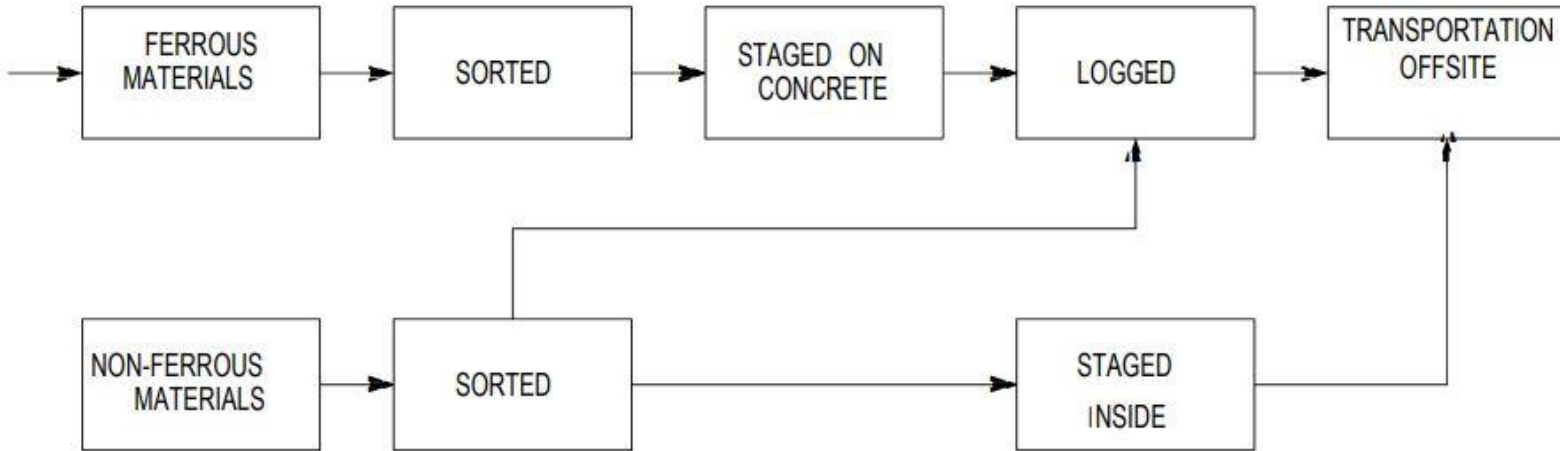 FERROUS
MATERIALS
SORTED
STAGED ON
CONCRETE
LOGGED
TRANSPORTATION
OFFSITE
NON-FERROUS
MATERIALS
SORTED
STAGED
INSIDE